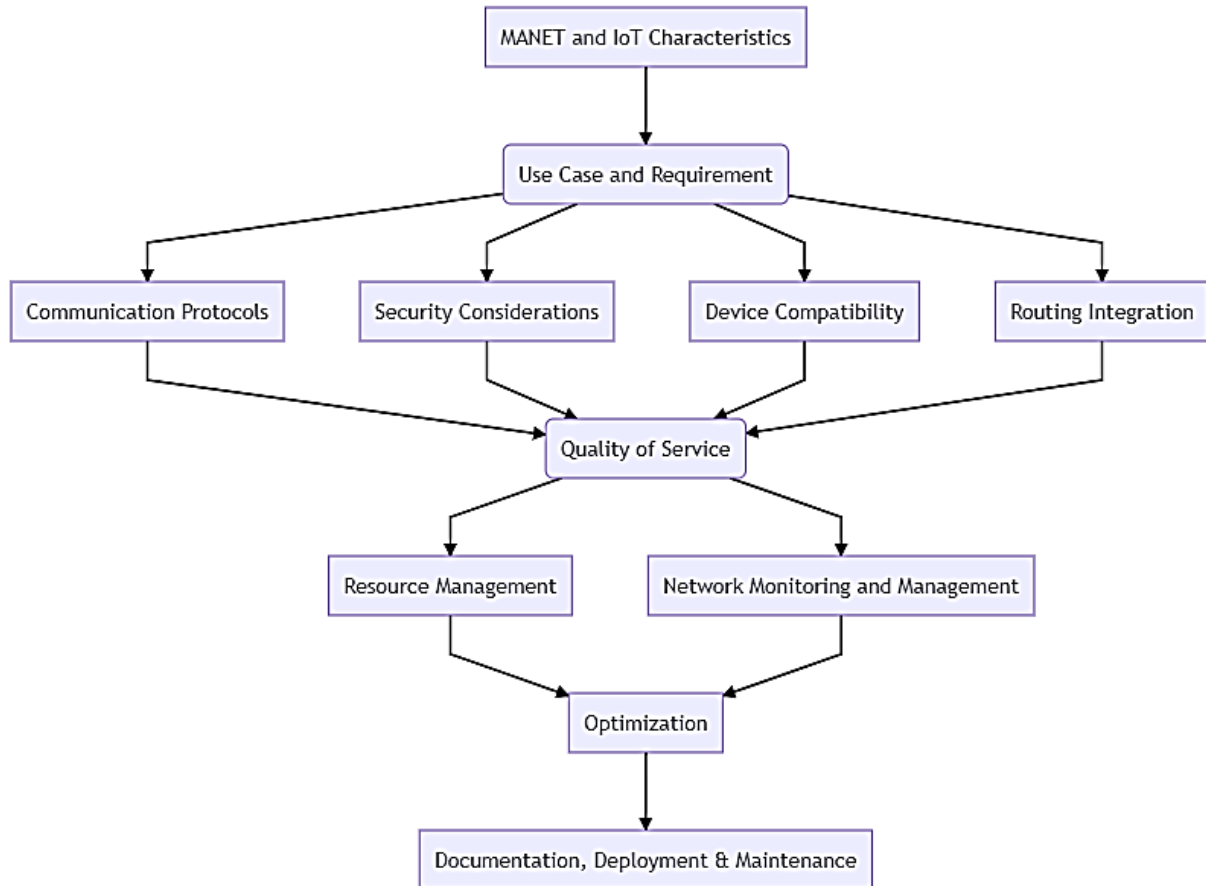 MANET and IoT Characteristics
Use Case and Requirement
Communication Protocols
Security Considerations
Device Compatibility
Routing Integration
Quality of Service
Resource Management
Network Monitoring and Management
Optimization
Documentation, Deployment & Maintenance